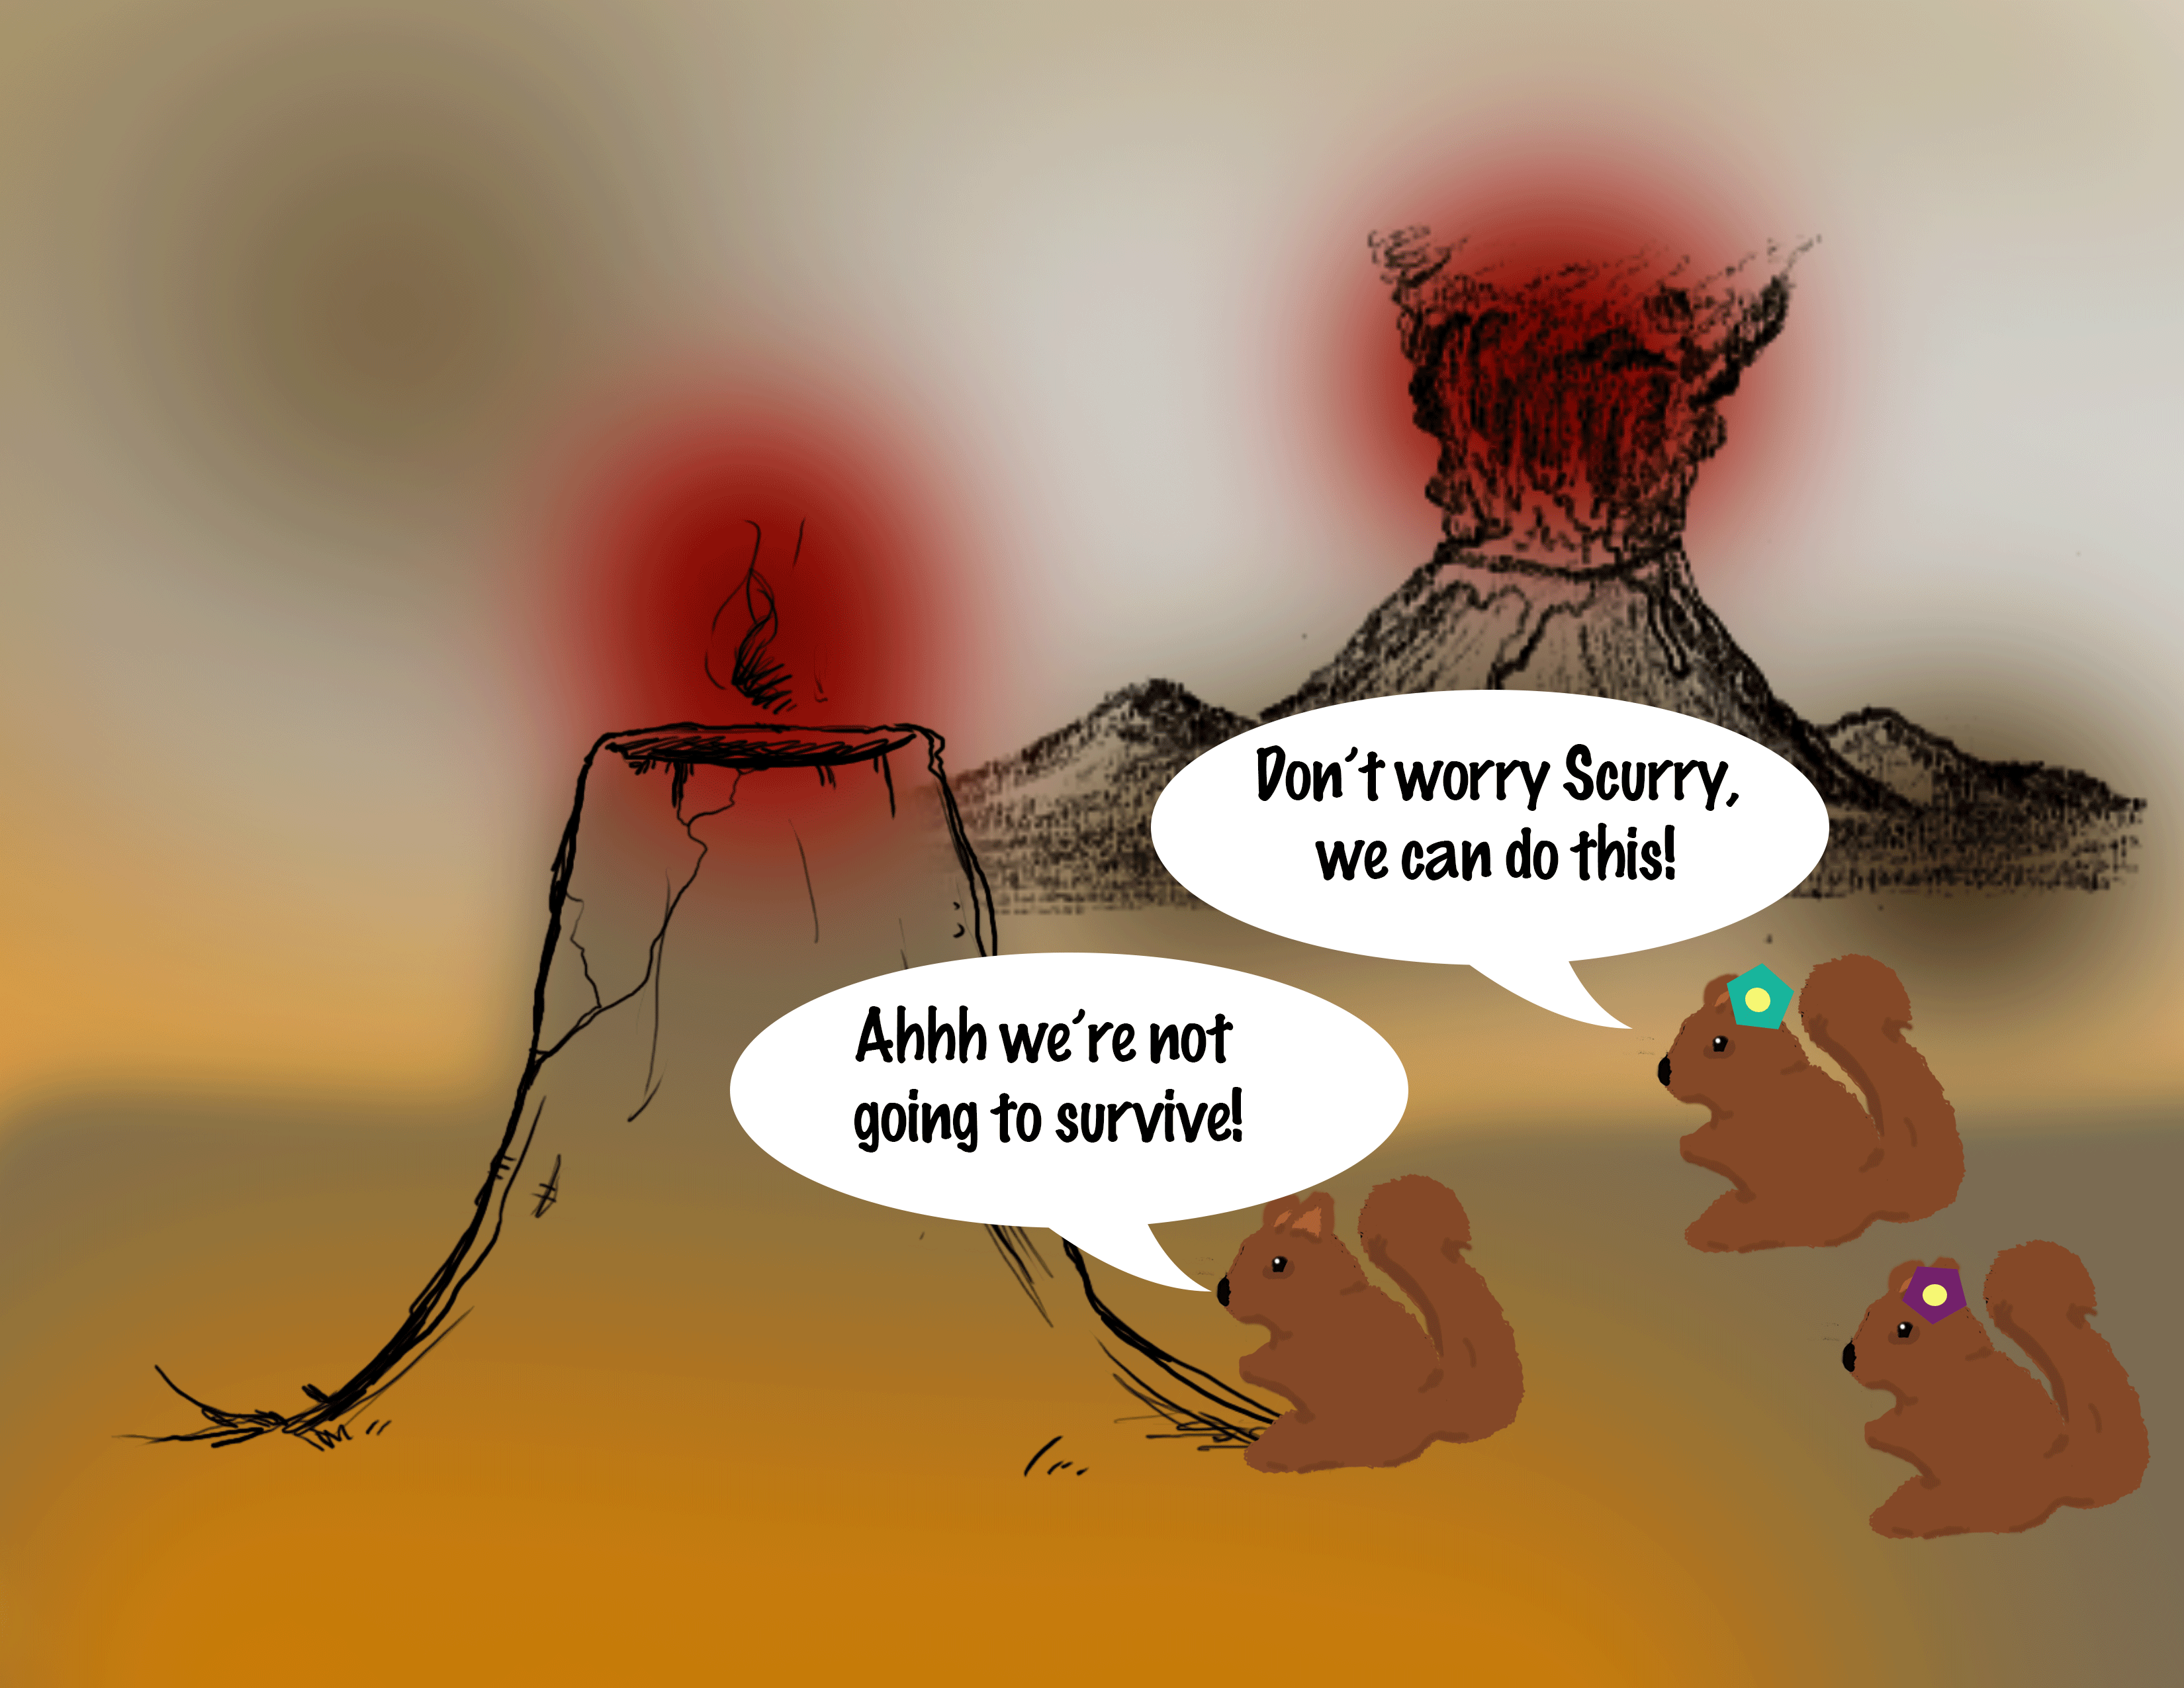 Don't worry Scurry,
we can do this!
Ahhh we're not
going to survive!